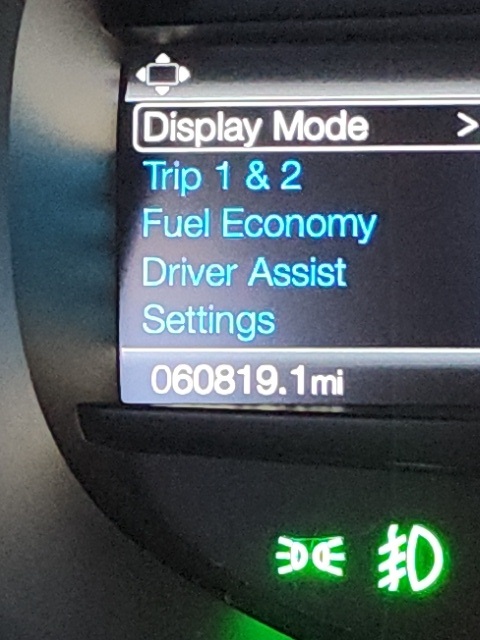 Display Mode >
Trip 1 & 2
Fuel Economy
Driver Assist
Settings
060819.1mi